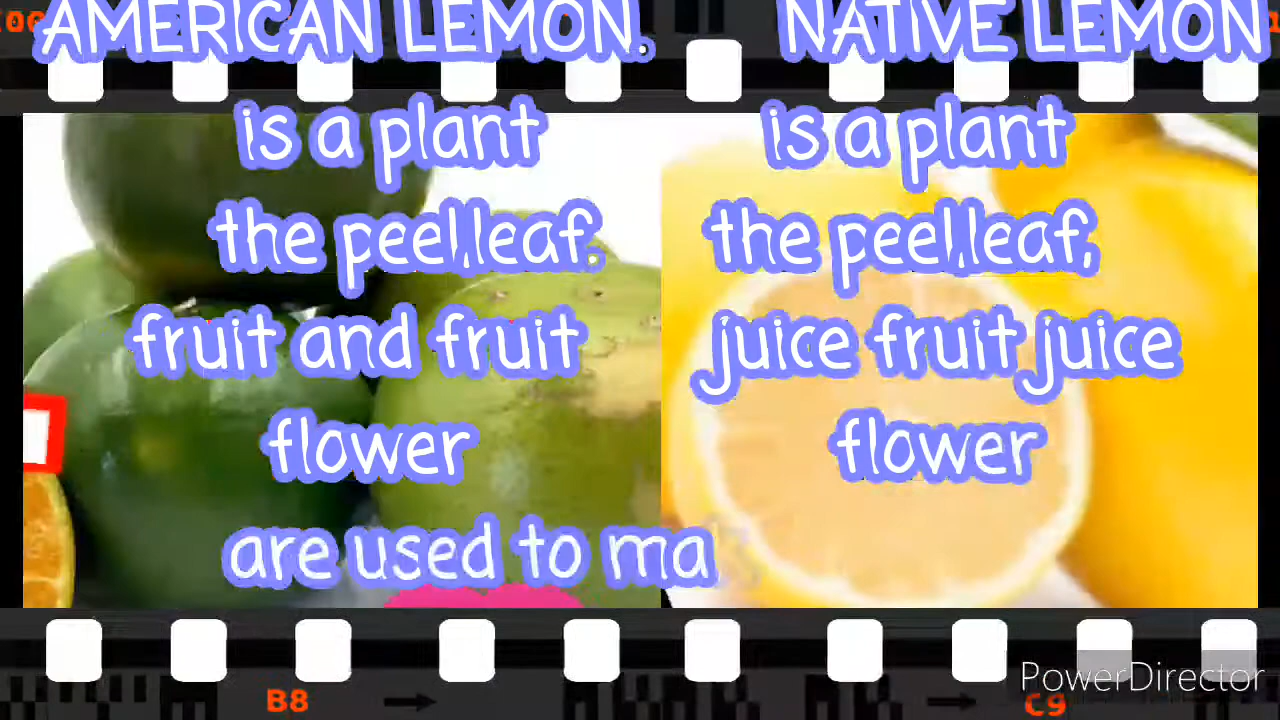 AMERICAN LEMON. NATIVE LEMON
is a plant is a plant
the peel,leaf. the peel,leaf,
fruit and fruit juice fruit juice
flower flower
are used to ma
PowerDirector
B8 C9